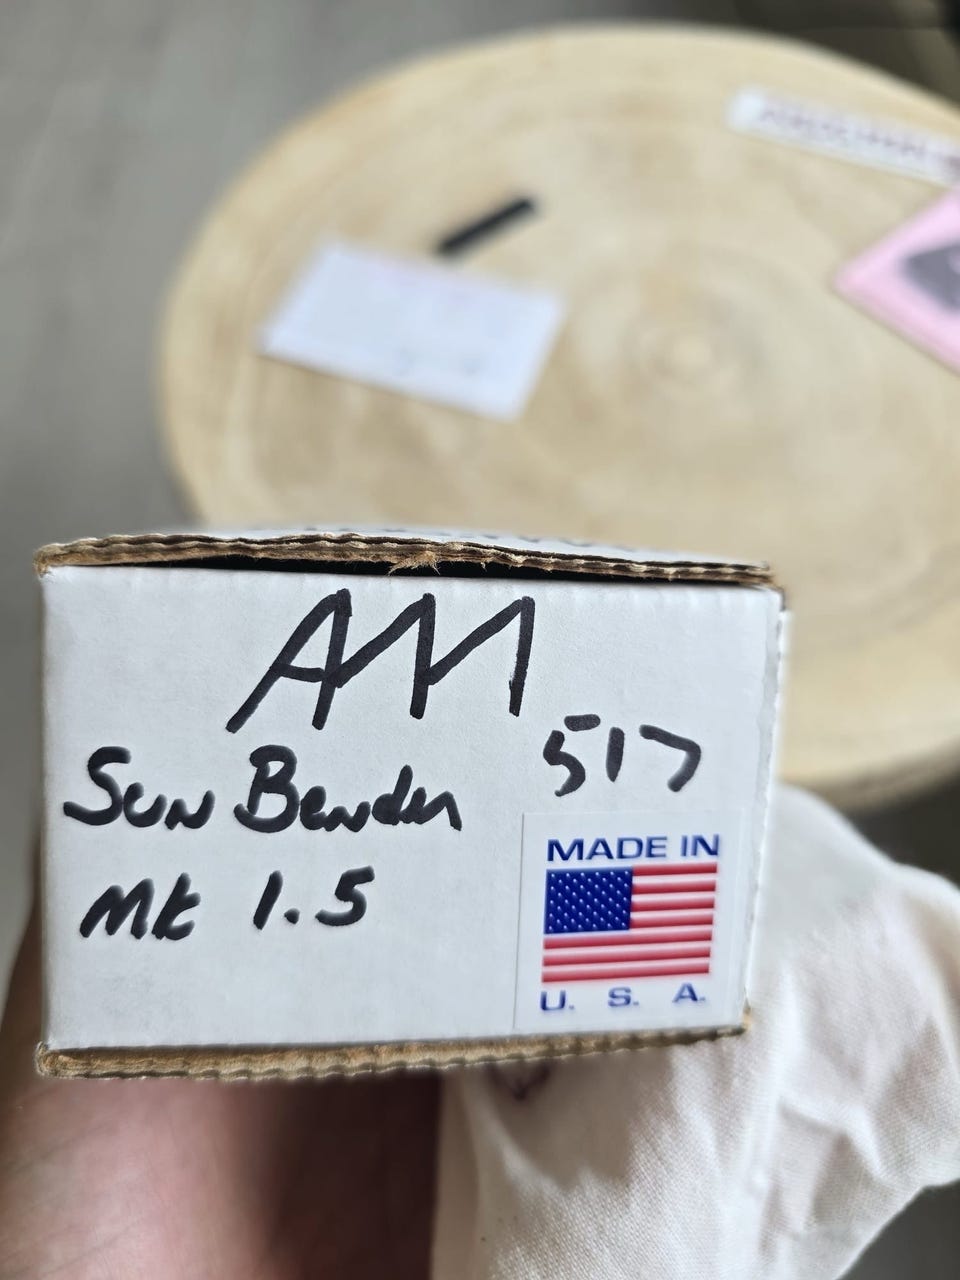 AM
517
Sun Bender
Mk 1.5
MADE IN
U. S. A.